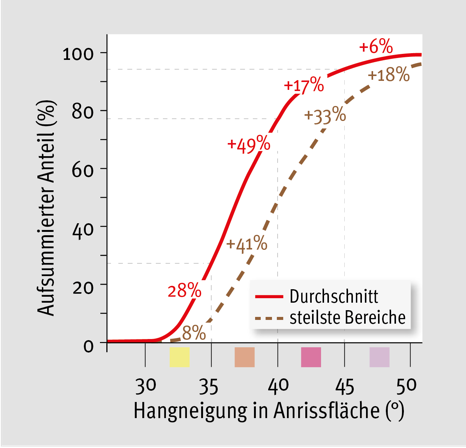 +6%
100
+17%
+18%
80
+33%
+49%
60
+41%
40
28%
20
8%
0
Durchschnitt
steilste Bereiche
30 35 40 45 50
Hangneigung in Anrissfläche (°)
Aufsummierter Anteil (%)